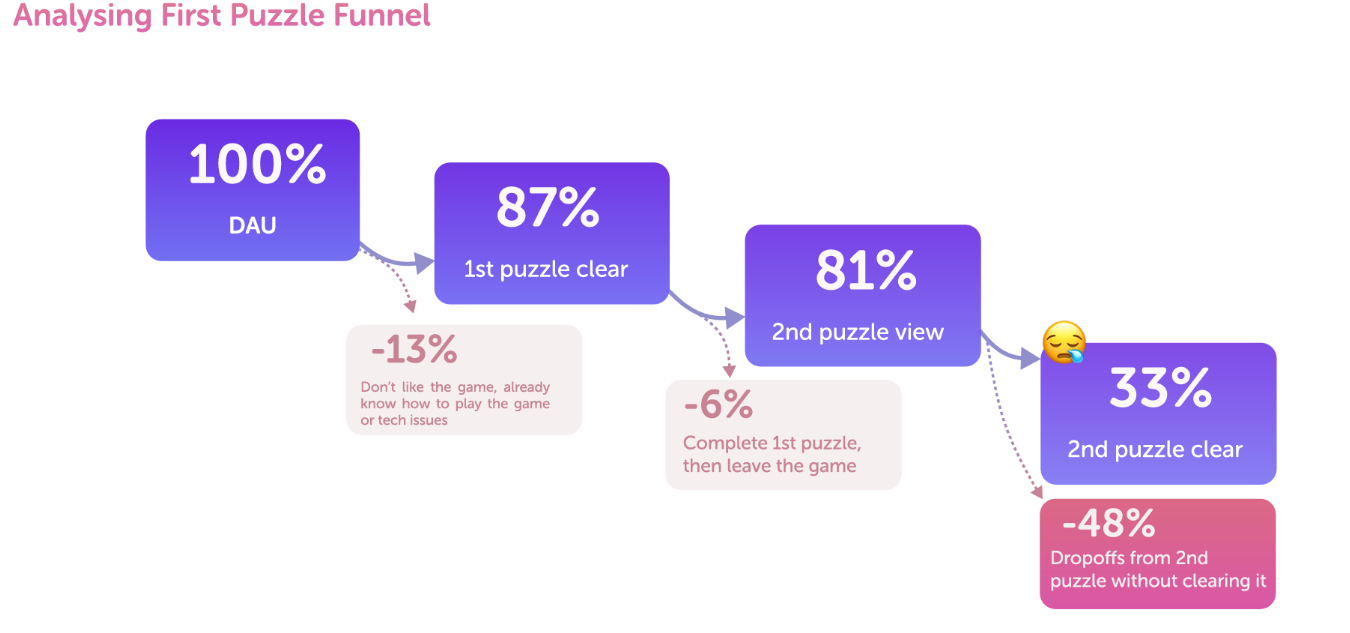 Analysing First Puzzle Funnel
100%
DAU
87%
1st puzzle clear
81%
2nd puzzle view
33%
2nd puzzle clear
-13%
Don't like the game, already
know how to play the game
or tech issues
-6%
Complete 1st puzzle,
then leave the game
-48%
Dropoffs from 2nd
puzzle without clearing it